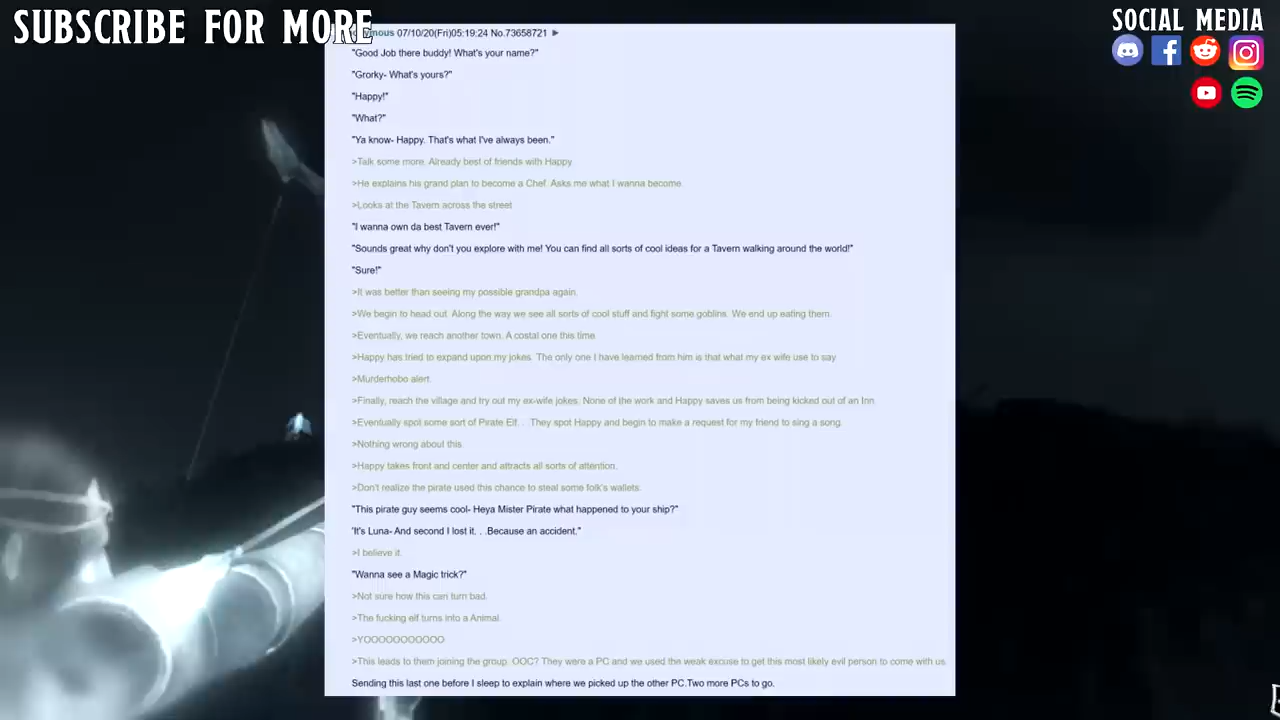 SUBSCRIBE FOR MORE
SOCIAL MEDIA
ymous 07/10/20(Fri)05:19:24 No.73658721 ▶
"Good Job there buddy! What's your name?"
"Grorky- What's yours?"
"Happy!"
"What?"
"Ya know- Happy. That's what I've always been."
>Talk some more. Already best of friends with Happy
>He explains his grand plan to become a Chef. Asks me what I wanna become.
>Looks at the Tavern across the street
"I wanna own da best Tavern ever!"
"Sounds great why don't you explore with me! You can find all sorts of cool ideas for a Tavern walking around the world!"
"Sure!"
>It was better than seeing my possible grandpa again.
>We begin to head out. Along the way we see all sorts of cool stuff and fight some goblins. We end up eating them.
>Eventually, we reach another town. A costal one this time.
>Happy has tried to expand upon my jokes. The only one I have learned from him is that what my ex wife use to say
>Murderhobo alert.
>Finally, reach the village and try out my ex-wife jokes. None of the work and Happy saves us from being kicked out of an Inn.
>Eventually spot some sort of Pirate Elf. . . They spot Happy and begin to make a request for my friend to sing a song.
>Nothing wrong about this.
>Happy takes front and center and attracts all sorts of attention.
>Don't realize the pirate used this chance to steal some folk's wallets.
"This pirate guy seems cool- Heya Mister Pirate what happened to your ship?"
'It's Luna- And second I lost it. . .Because an accident."
>I believe it.
"Wanna see a Magic trick?"
>Not sure how this can turn bad.
>The fucking elf turns into a Animal.
>YOOOOOOOOOOO
>This leads to them joining the group. OOC? They were a PC and we used the weak excuse to get this most likely evil person to come with us.
Sending this last one before I sleep to explain where we picked up the other PC.Two more PCs to go.